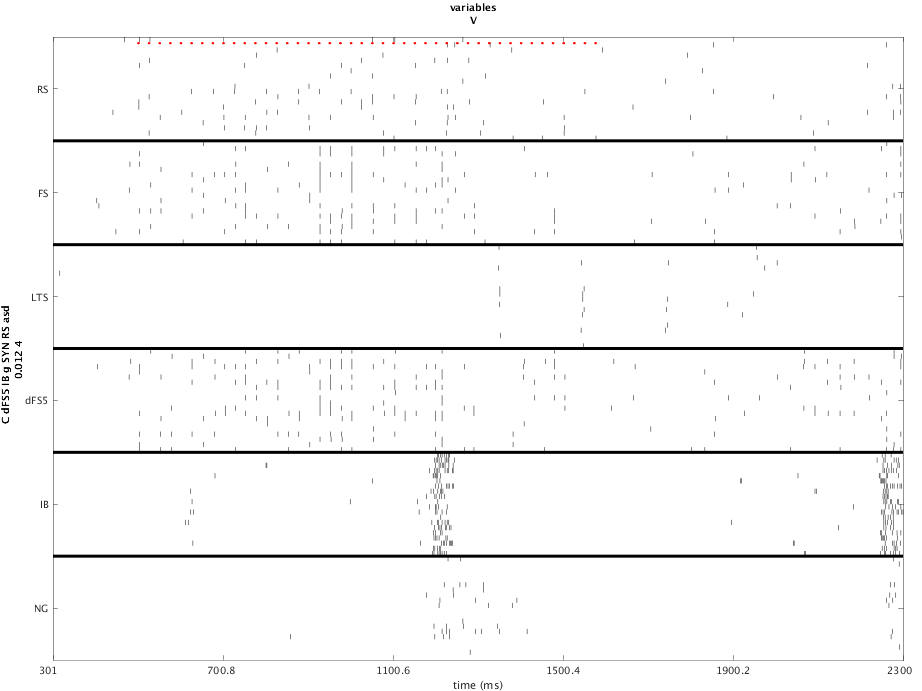 variables
V
RS
FS
LTS
dFS5
IB
NG
C dFS5 IB g SYN RS asd
0.012 4
301
700.8
1100.6
1500.4
1900.2
2300
time (ms)